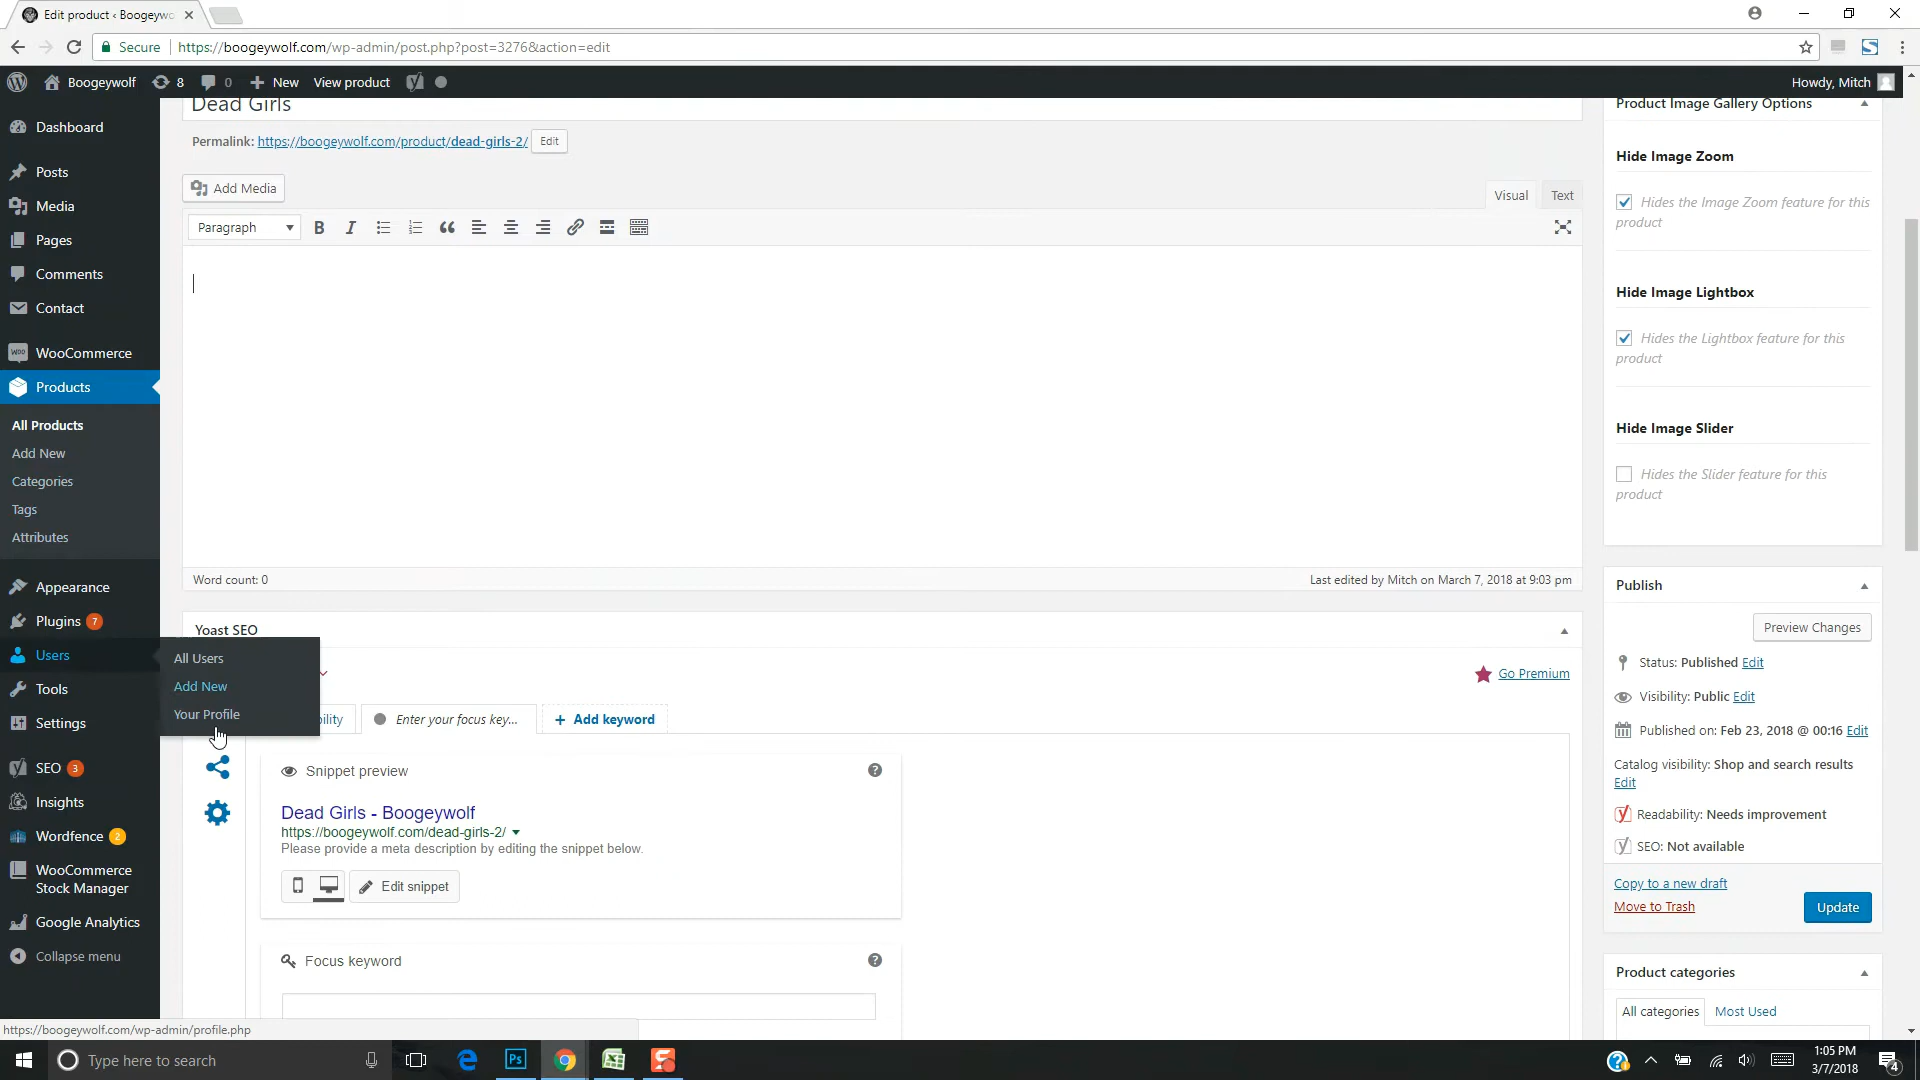 Edit product ‹ Boogeywo
Secure
https://boogeywolf.com/wp-admin/post.php?post=3276&action=edit
Boogeywolf
8
0
New
View product
Howdy, Mitch
Dashboard
Posts
Media
Pages
Comments
Contact
WooCommerce
Products
All Products
Add New
Categories
Tags
Attributes
Appearance
Plugins 7
Users
Tools
Settings
SEO 3
Insights
Wordfence 2
WooCommerce
Stock Manager
Google Analytics
Collapse menu
All Users
Add New
Your Profile
Dead Girls
Permalink: https://boogeywolf.com/product/dead-girls-2/ Edit
Add Media
Visual
Text
Paragraph
Word count: 0
Last edited by Mitch on March 7, 2018 at 9:03 pm
Yoast SEO
Go Premium
bility
Enter your focus key...
+ Add keyword
Snippet preview
Dead Girls - Boogeywolf
https://boogeywolf.com/dead-girls-2/
Please provide a meta description by editing the snippet below.
Edit snippet
Focus keyword
Product Image Gallery Options
Hide Image Zoom
Hides the Image Zoom feature for this
product
Hide Image Lightbox
Hides the Lightbox feature for this
product
Hide Image Slider
Hides the Slider feature for this
product
Publish
Preview Changes
Status: Published Edit
Visibility: Public Edit
Published on: Feb 23, 2018 @ 00:16 Edit
Catalog visibility: Shop and search results
Edit
Readability: Needs improvement
SEO: Not available
Copy to a new draft
Move to Trash
Update
Product categories
All categories
Most Used
https://boogeywolf.com/wp-admin/profile.php
Type here to search
Ps
1:05 PM
3/7/2018
4